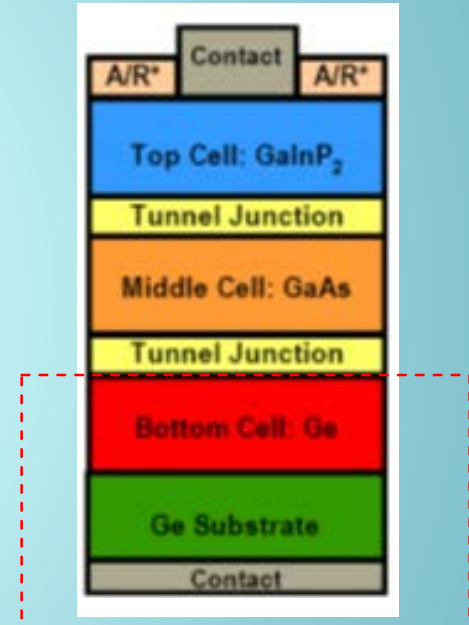 Contact
A/R* A/R*
Top Cell: GaInP₂
Tunnel Junction
Middle Cell: GaAs
Tunnel Junction
Bottom Cell: Ge
Ge Substrate
Contact